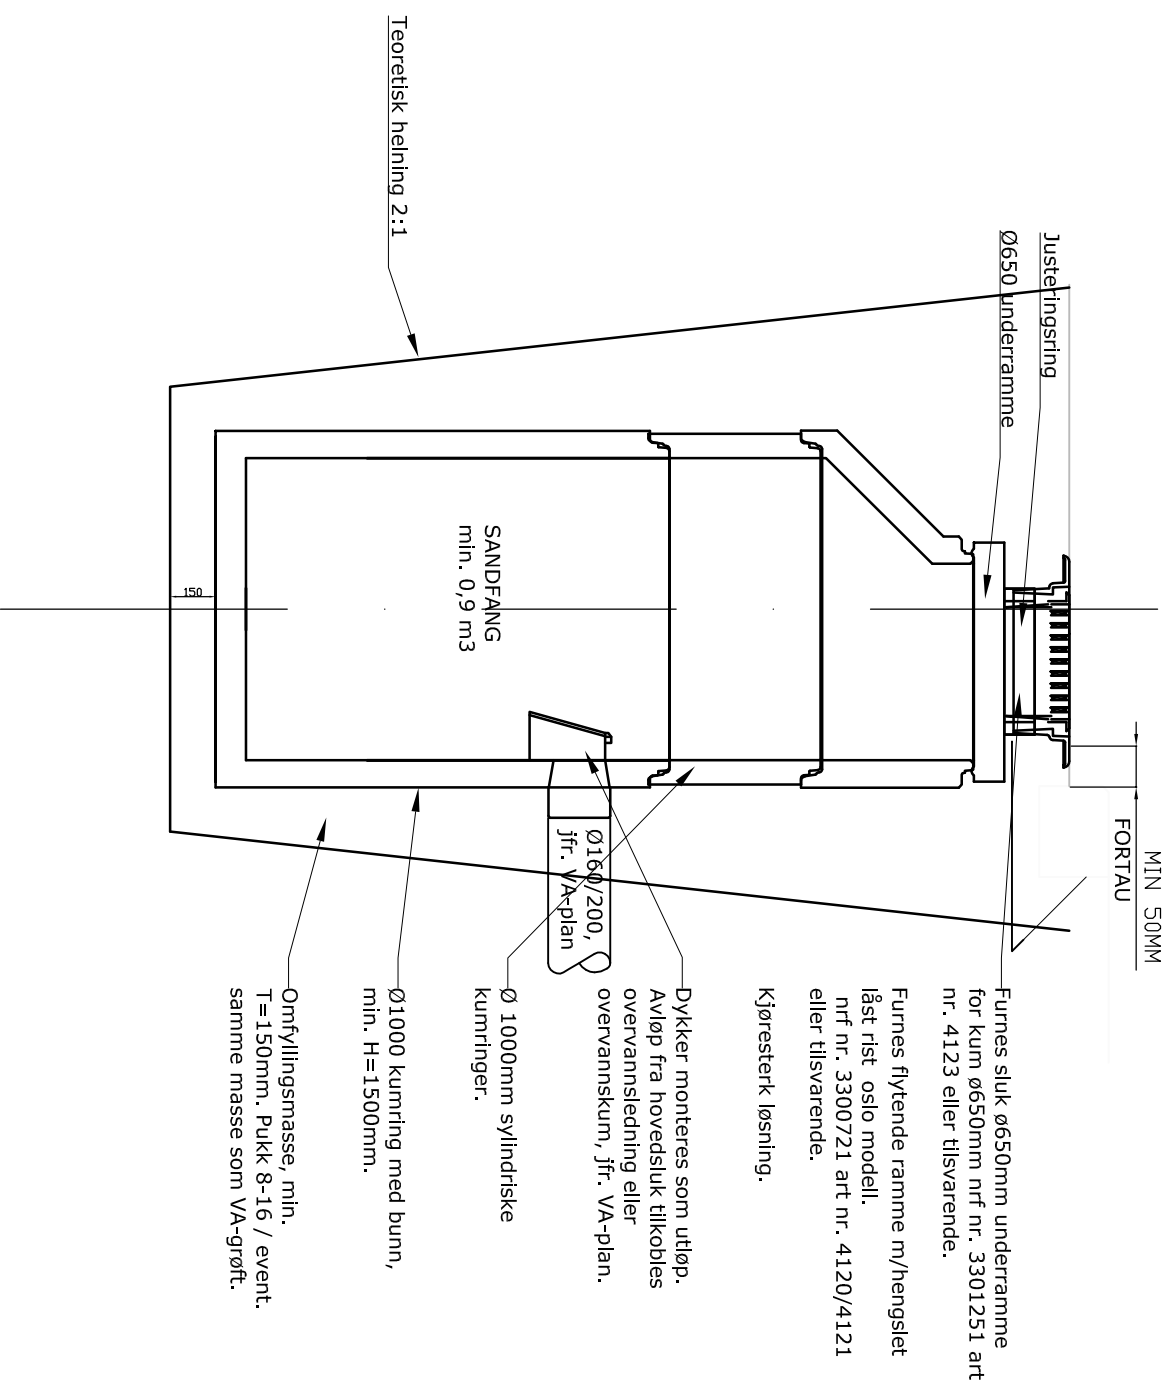 MIN 50MM
FORTAU
Justeringsring
Ø650 underramme
Teoretisk helning 2:1
SANDFANG
min. 0,9 m3
150
Ø160/200,
jfr. VA-plan
Furnes sluk ø650mm underramme
for kum ø650mm nrf nr. 3301251 art
nr. 4123 eller tilsvarende.
Furnes flytende ramme m/hengslet
låst rist oslo modell.
nrf nr. 3300721 art nr. 4120/4121
eller tilsvarende.
Kjøresterk løsning.
Dykker monteres som utløp.
Avløp fra hovedsluk tilkobles
overvannsledning eller
overvannskum, jfr. VA-plan.
Ø 1000mm sylindriske
kumringer.
Ø1000 kumring med bunn,
min. H=1500mm.
Omfyllingsmasse, min.
T=150mm. Pukk 8-16 / event.
samme masse som VA-grøft.